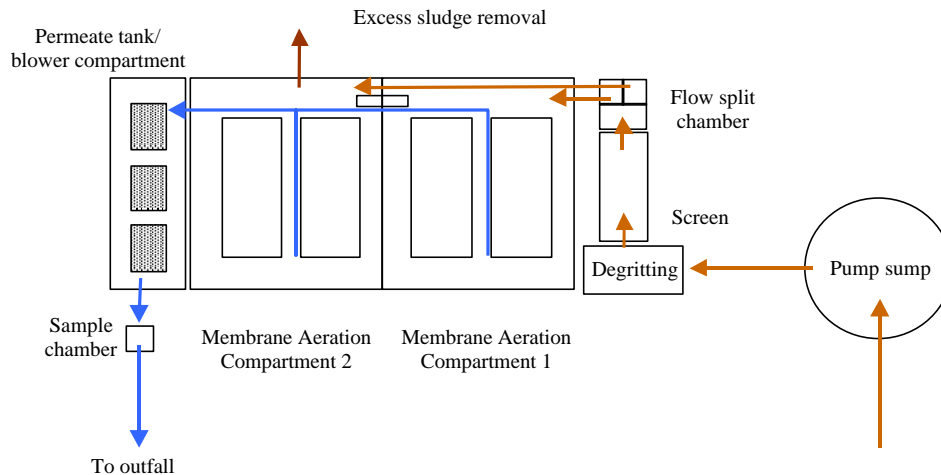 Excess sludge removal
Permeate tank/
blower compartment
Flow split
chamber
Screen
Degritting
Pump sump
Sample
chamber
Membrane Aeration
Compartment 2
Membrane Aeration
Compartment 1
To outfall